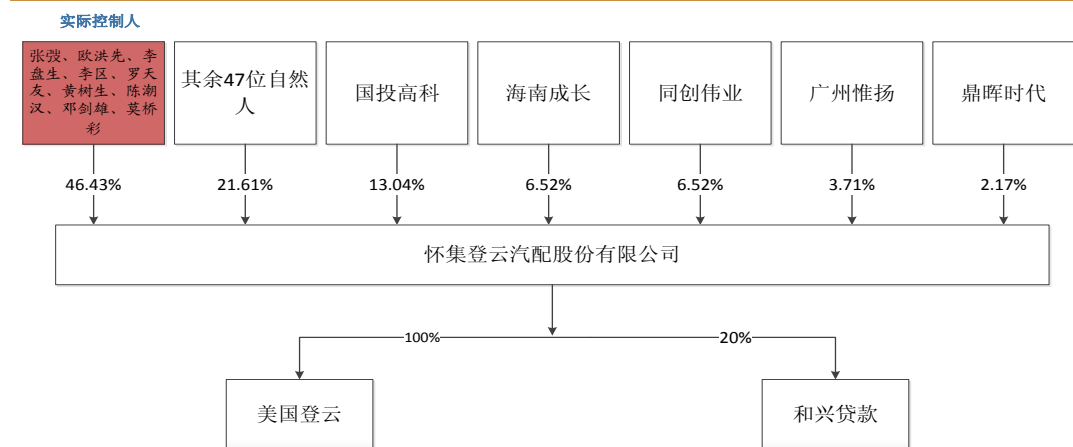 实际控制人
张弢、欧洪先、李
盘生、李区、罗天
友、黄树生、陈潮
汉、邓剑雄、莫桥
彩
其余47位自然
人
国投高科
海南成长
同创伟业
广州惟扬
鼎晖时代
46.43%
21.61%
13.04%
6.52%
6.52%
3.71%
2.17%
怀集登云汽配股份有限公司
100%
20%
美国登云
和兴贷款